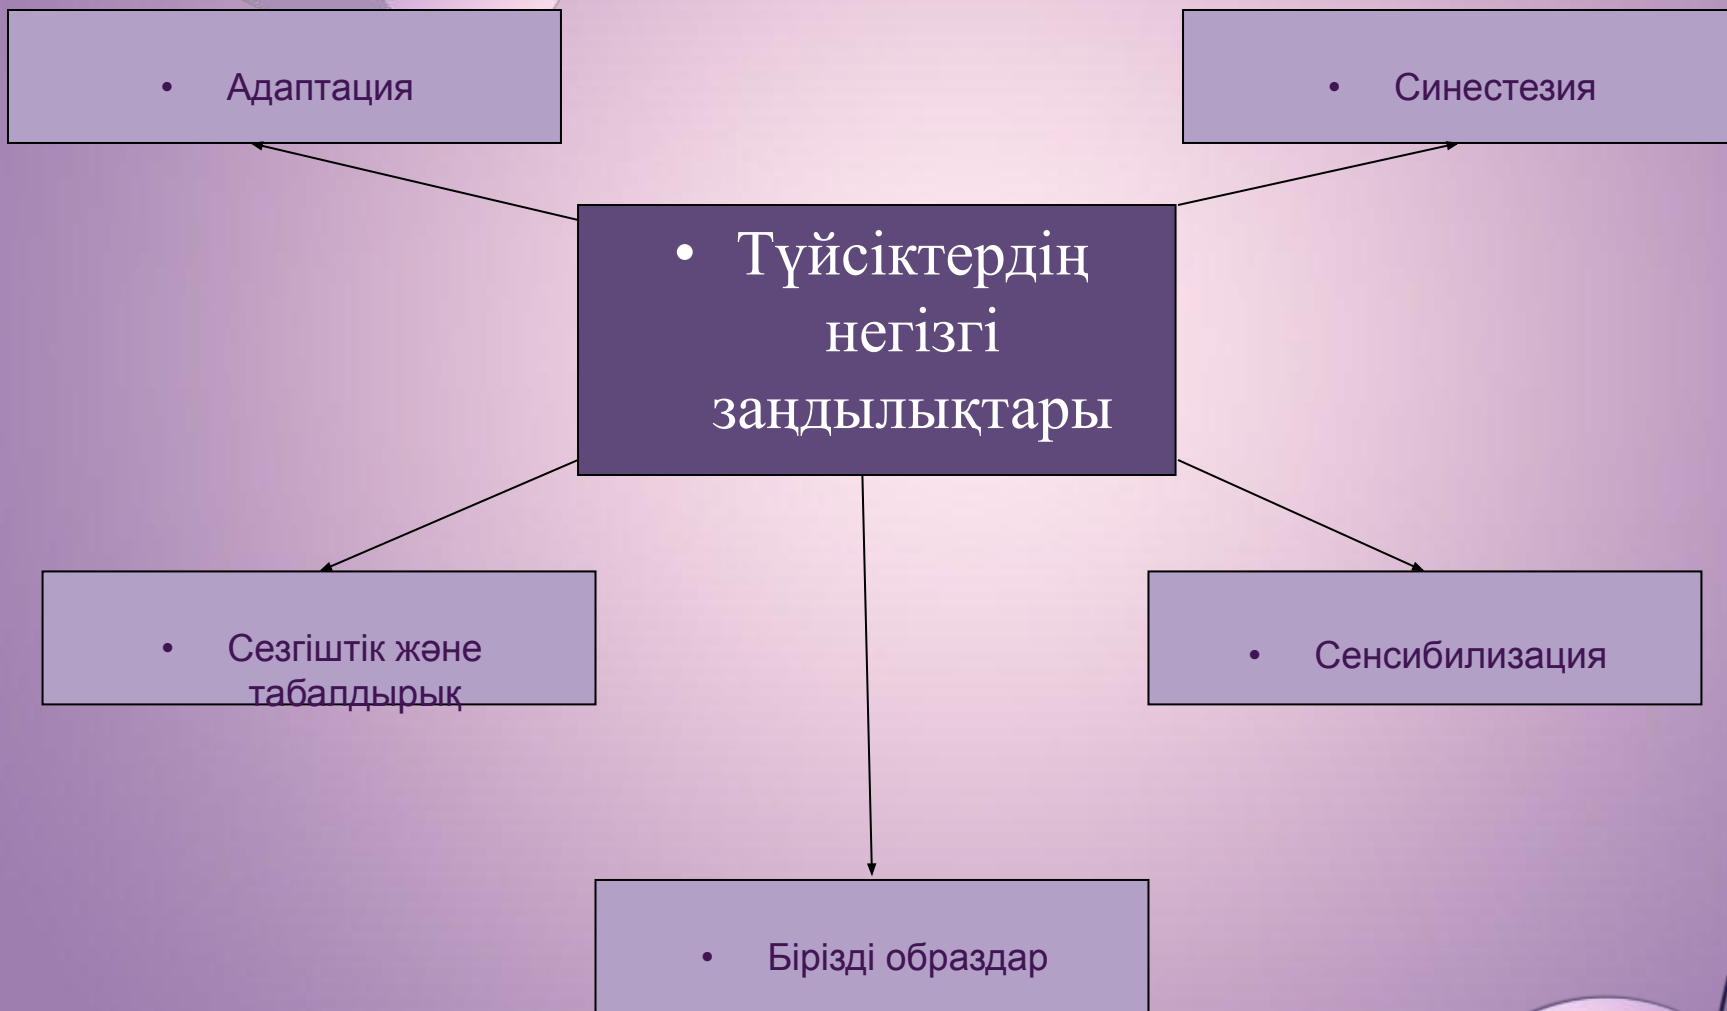 • Адаптация
• Синестезия
• Түйсіктердің
негізгі
заңдылықтары
• Сезгіштік және
табалдырық
• Сенсибилизация
• Бірізді образдар